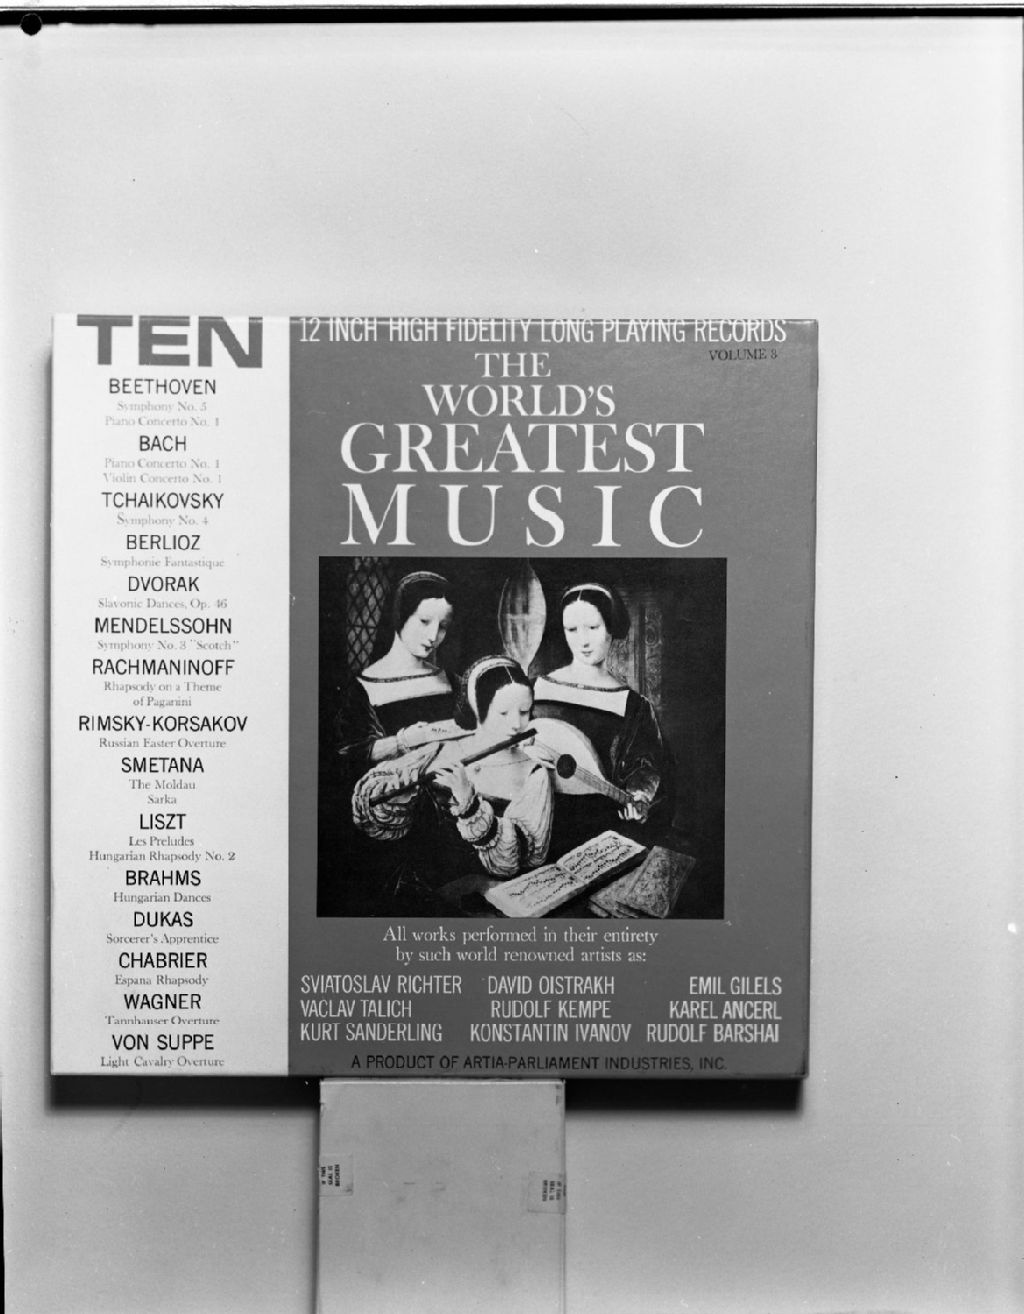 TEN
BEETHOVEN
Symphony No. 5
Piano Concerto No. 1
BACH
Piano Concerto No. 1
Violin Concerto No. 1
TCHAIKOVSKY
Symphony No. 4
BERLIOZ
Symphonie Fantastique
DVORAK
Slavonic Dances, Op. 46
MENDELSSOHN
Symphony No. 3 "Scotch"
RACHMANINOFF
Rhapsody on a Theme
of Paganini
RIMSKY-KORSAKOV
Russian Easter Overture
SMETANA
The Moldau
Sarka
LISZT
Les Preludes
Hungarian Rhapsody No. 2
BRAHMS
Hungarian Dances
DUKAS
Sorcerer's Apprentice
CHABRIER
Espana Rhapsody
WAGNER
Tannhauser Overture
VON SUPPE
Light Cavalry Overture
12 INCH HIGH FIDELITY LONG PLAYING RECORDS
VOLUME 3
THE
WORLD'S
GREATEST
MUSIC
All works performed in their entirety
by such world renowned artists as:
SVIATOSLAV RICHTER DAVID OISTRAKH EMIL GILELS
VACLAV TALICH RUDOLF KEMPE KAREL ANCERL
KURT SANDERLING KONSTANTIN IVANOV RUDOLF BARSHAI
A PRODUCT OF ARTIA-PARLIAMENT INDUSTRIES, INC.
IF THIS
SEAL IS
BROKEN